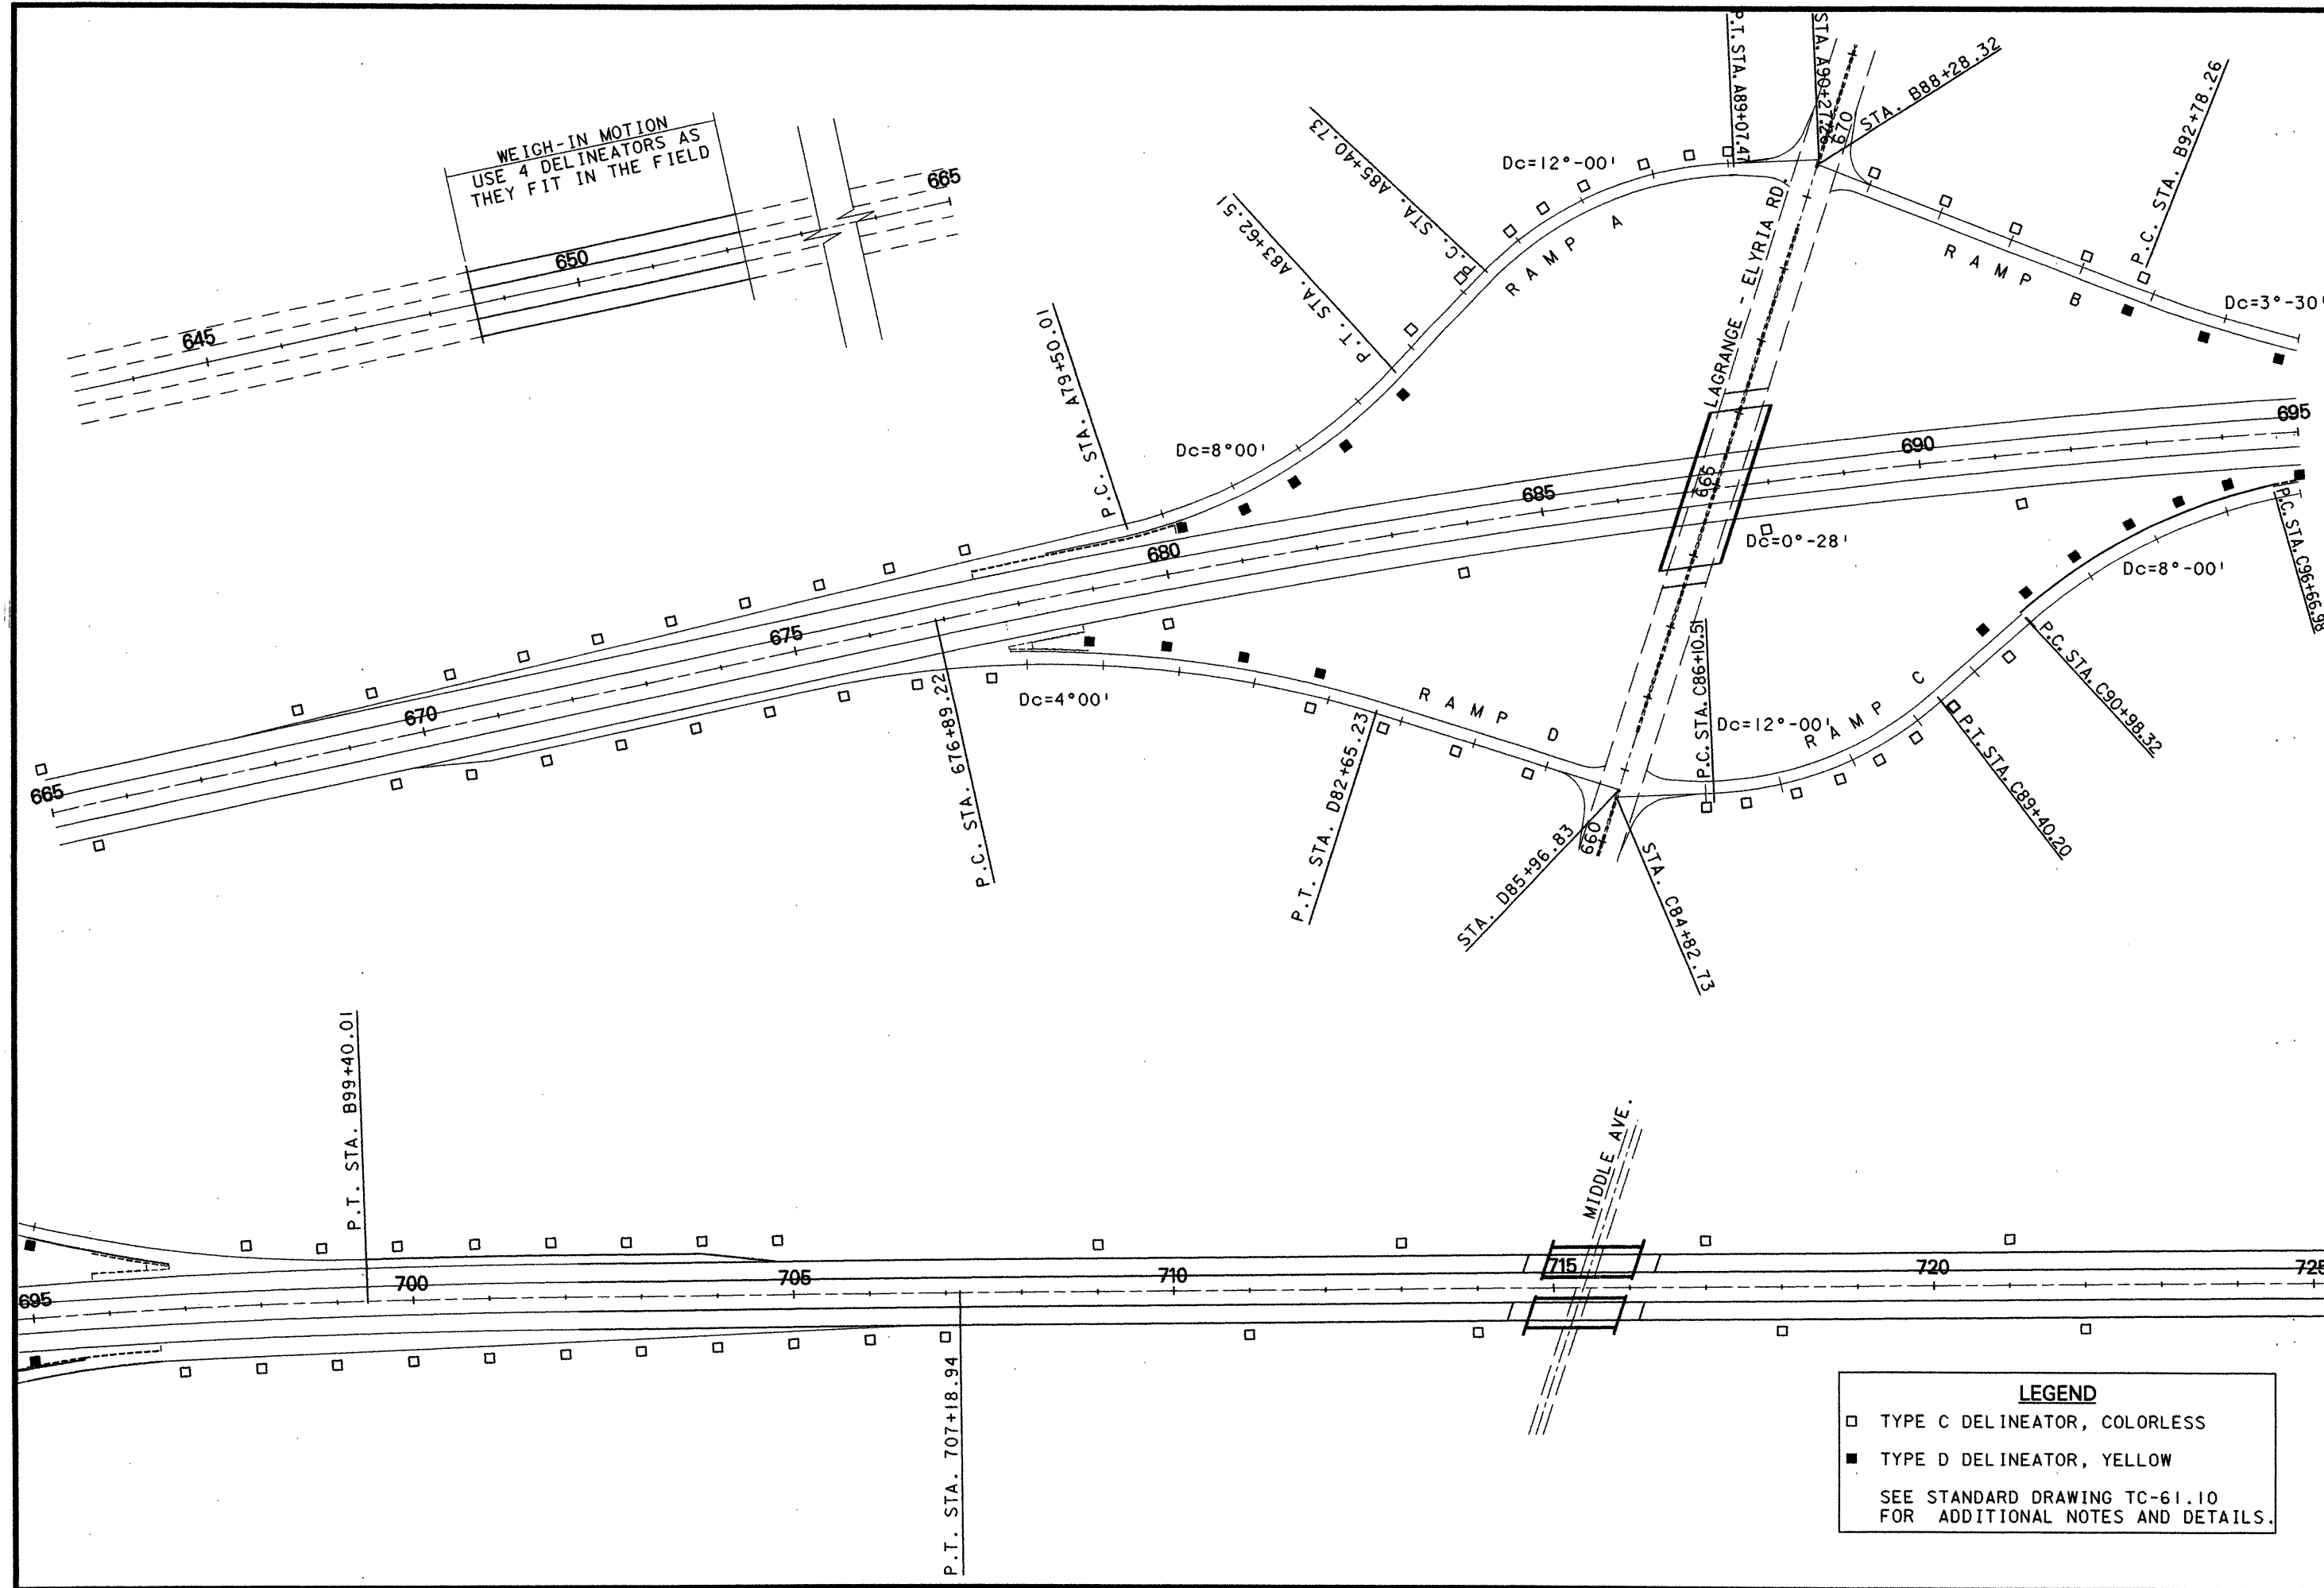 WEIGH-IN MOTION
USE 4 DELINEATORS AS
THEY FIT IN THE FIELD
645
650
665
P.T. STA. A89+07.47
STA. A90+27.26
670
STA. B88+28.32
P.C. STA. B92+78.26
Dc=12°-00'
P.C. STA. A85+40.73
P.T. STA. A83+62.51
RAMP A
RAMP B
Dc=3°-30'
LAGRANGE - ELYRIA RD.
P.C. STA. A79+50.01
Dc=8°00'
665
670
675
680
685
665
690
695
Dc=0°-28'
Dc=8°-00'
P.C. STA. C96+66.98
P.C. STA. 676+89.22
Dc=4°00'
RAMP D
P.T. STA. D82+65.23
P.C. STA. C86+10.51
Dc=12°-00'
RAMP C
P.C. STA. C90+98.32
P.T. STA. C89+40.20
STA. D85+96.83
660
STA. C84+82.73
P.T. STA. B99+40.01
MIDDLE AVE.
695
700
705
710
715
720
725
P.T. STA. 707+18.94
LEGEND
TYPE C DELINEATOR, COLORLESS
TYPE D DELINEATOR, YELLOW
SEE STANDARD DRAWING TC-61.10
FOR ADDITIONAL NOTES AND DETAILS.